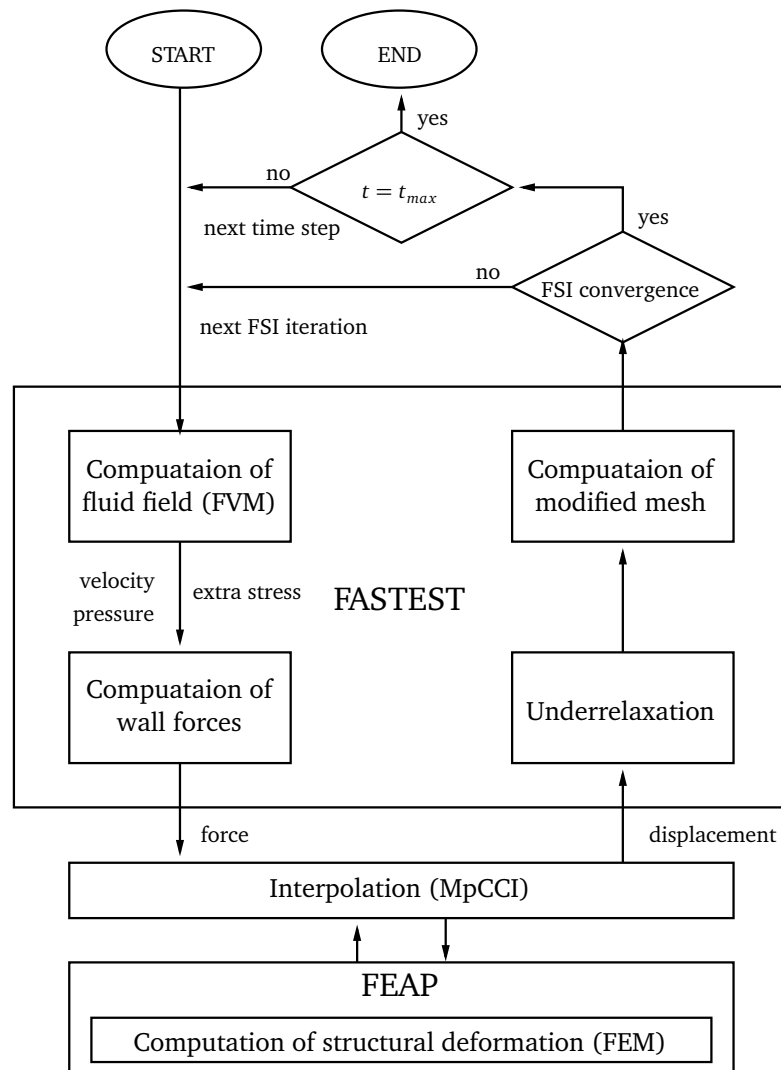 START
END
yes
no
t = t_max
next time step
yes
no
FSI convergence
next FSI iteration
Compuataion of
fluid field (FVM)
Compuataion of
modified mesh
velocity
pressure
extra stress
FASTEST
Compuataion of
wall forces
Underrelaxation
force
displacement
Interpolation (MpCCI)
FEAP
Computation of structural deformation (FEM)